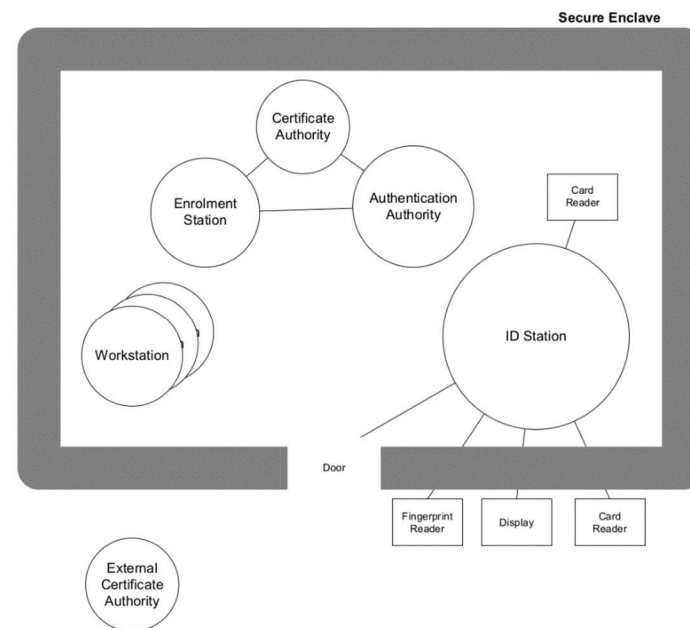 Secure Enclave
Certificate
Authority
Enrolment
Station
Authentication
Authority
Card
Reader
ID Station
Workstation
Door
Fingerprint
Reader
Display
Card
Reader
External
Certificate
Authority